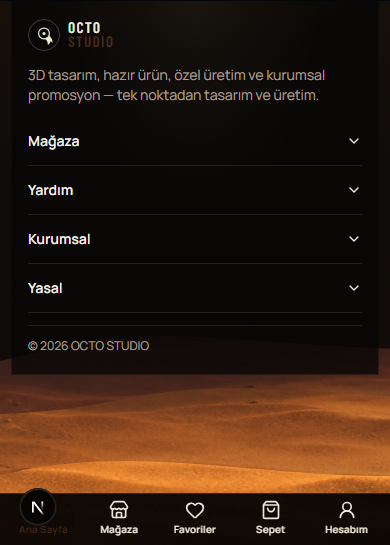 OCTO
STUDIO
3D tasarım, hazır ürün, özel üretim ve kurumsal
promosyon — tek noktadan tasarım ve üretim.
Mağaza
Yardım
Kurumsal
Yasal
© 2026 OCTO STUDIO
N
Ana Sayfa
Mağaza
Favoriler
Sepet
Hesabım